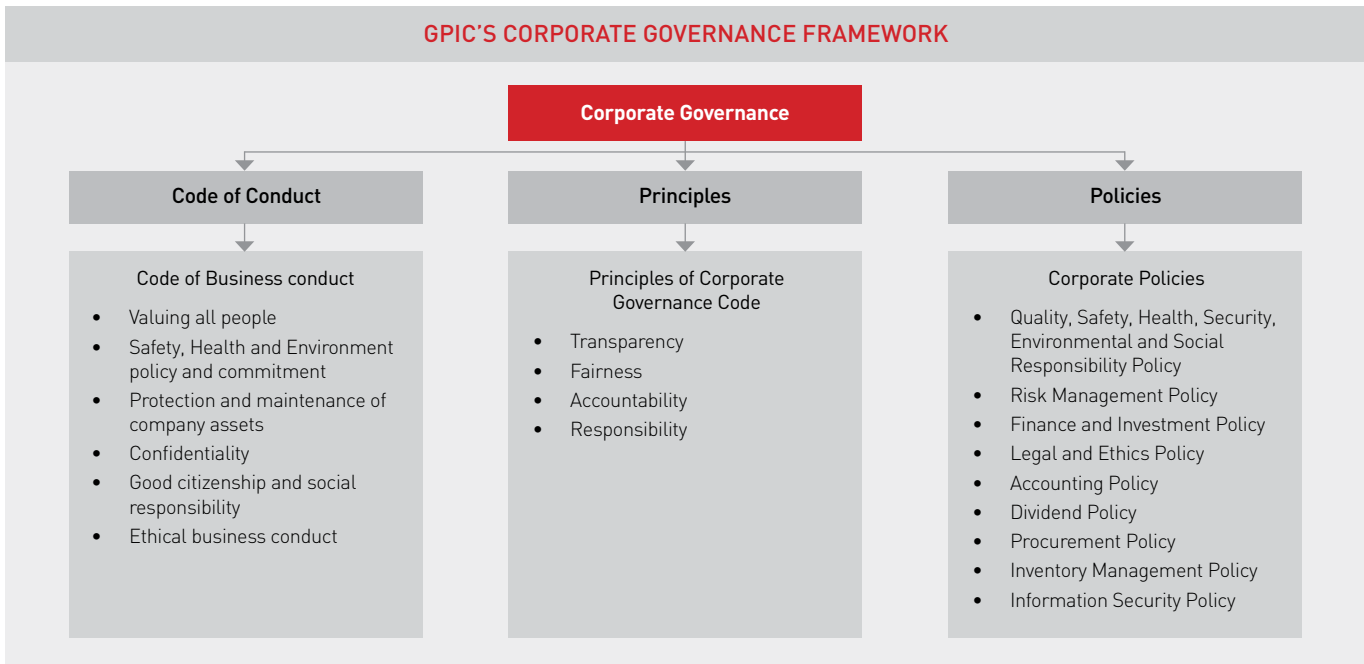 GPIC'S CORPORATE GOVERNANCE FRAMEWORK
Corporate Governance
Code of Conduct
Code of Business conduct
• Valuing all people
• Safety, Health and Environment
policy and commitment
• Protection and maintenance of
company assets
• Confidentiality
• Good citizenship and social
responsibility
• Ethical business conduct
Principles
Principles of Corporate
Governance Code
• Transparency
• Fairness
• Accountability
• Responsibility
Policies
Corporate Policies
• Quality, Safety, Health, Security,
Environmental and Social
Responsibility Policy
• Risk Management Policy
• Finance and Investment Policy
• Legal and Ethics Policy
• Accounting Policy
• Dividend Policy
• Procurement Policy
• Inventory Management Policy
• Information Security Policy